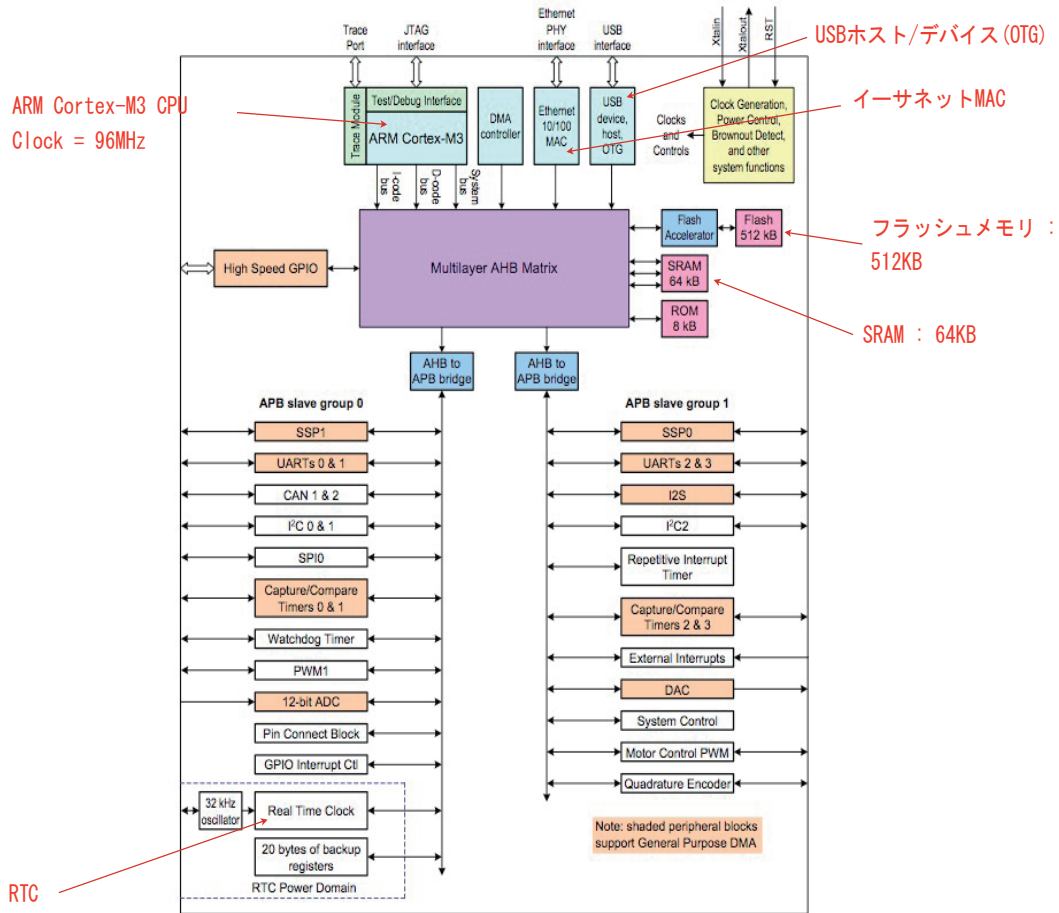 Trace
Port
JTAG
interface
Ethernet
PHY
interface
USB
interface
Xtalin
Xtalout
RST
USBホスト/デバイス(OTG)
ARM Cortex-M3 CPU
Clock = 96MHz
イーサネットMAC
Trace Module
Test/Debug Interface
ARM Cortex-M3
DMA
controller
Ethernet
10/100
MAC
USB
device,
host,
OTG
Clocks
and
Controls
Clock Generation,
Power Control,
Brownout Detect,
and other
system functions
I-code
bus
D-code
bus
System
bus
High Speed GPIO
Multilayer AHB Matrix
Flash
Accelerator
Flash
512 kB
フラッシュメモリ :
512KB
SRAM
64 kB
ROM
8 kB
SRAM : 64KB
AHB to
APB bridge
AHB to
APB bridge
APB slave group 0
SSP1
UARTs 0 & 1
CAN 1 & 2
I²C 0 & 1
SPI0
Capture/Compare
Timers 0 & 1
Watchdog Timer
PWM1
12-bit ADC
Pin Connect Block
GPIO Interrupt Ctl
32 kHz
oscillator
Real Time Clock
20 bytes of backup
registers
RTC Power Domain
RTC
APB slave group 1
SSP0
UARTs 2 & 3
I2S
I²C2
Repetitive Interrupt
Timer
Capture/Compare
Timers 2 & 3
External Interrupts
DAC
System Control
Motor Control PWM
Quadrature Encoder
Note: shaded peripheral blocks
support General Purpose DMA